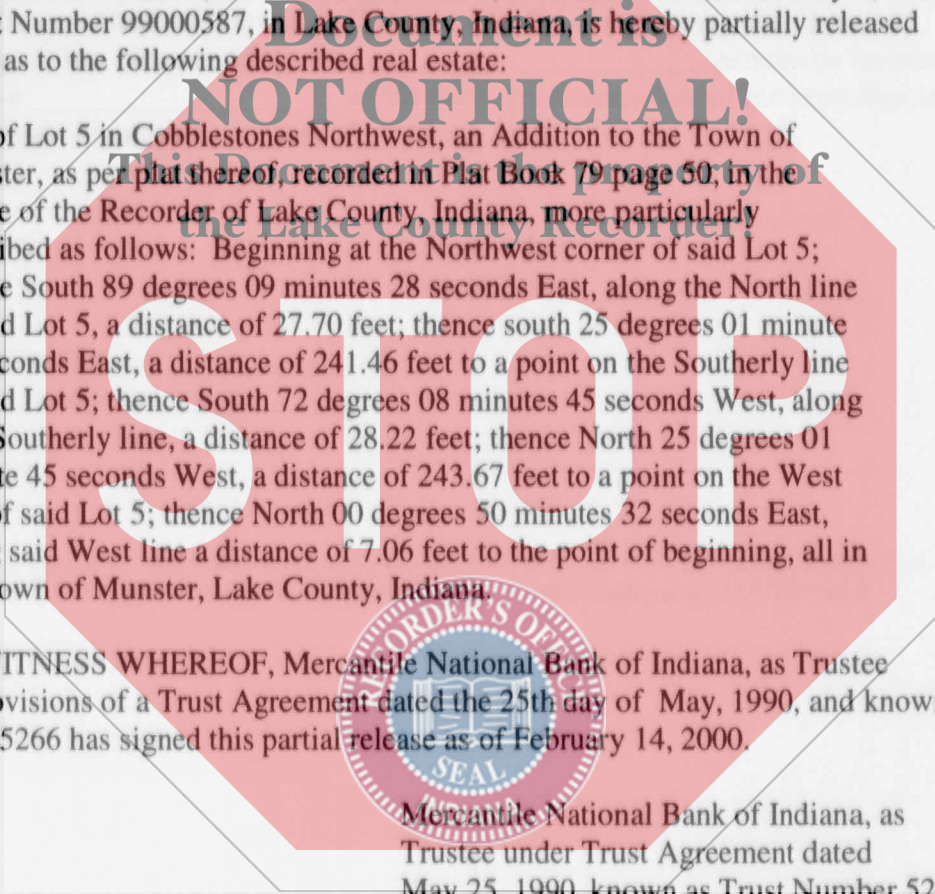 Number 99000587, in Lake County, Indiana, is hereby partially released
as to the following described real estate:
Document is
NOT OFFICIAL!
This Document is the property of
the Lake County Recorder!
of Lot 5 in Cobblestones Northwest, an Addition to the Town of
ster, as per plat thereof, recorded in Plat Book 79 page 50, in the
e of the Recorder of Lake County, Indiana, more particularly
ibed as follows: Beginning at the Northwest corner of said Lot 5;
e South 89 degrees 09 minutes 28 seconds East, along the North line
d Lot 5, a distance of 27.70 feet; thence south 25 degrees 01 minute
conds East, a distance of 241.46 feet to a point on the Southerly line
d Lot 5; thence South 72 degrees 08 minutes 45 seconds West, along
Southerly line, a distance of 28.22 feet; thence North 25 degrees 01
te 45 seconds West, a distance of 243.67 feet to a point on the West
of said Lot 5; thence North 00 degrees 50 minutes 32 seconds East,
said West line a distance of 7.06 feet to the point of beginning, all in
own of Munster, Lake County, Indiana.
STOP
RECORDER'S OFFICE
SEAL
INDIANA
ITNESS WHEREOF, Mercantile National Bank of Indiana, as Trustee
ovisions of a Trust Agreement dated the 25th day of May, 1990, and know
5266 has signed this partial release as of February 14, 2000.
Mercantile National Bank of Indiana, as
Trustee under Trust Agreement dated
May 25, 1990, known as Trust Number 52